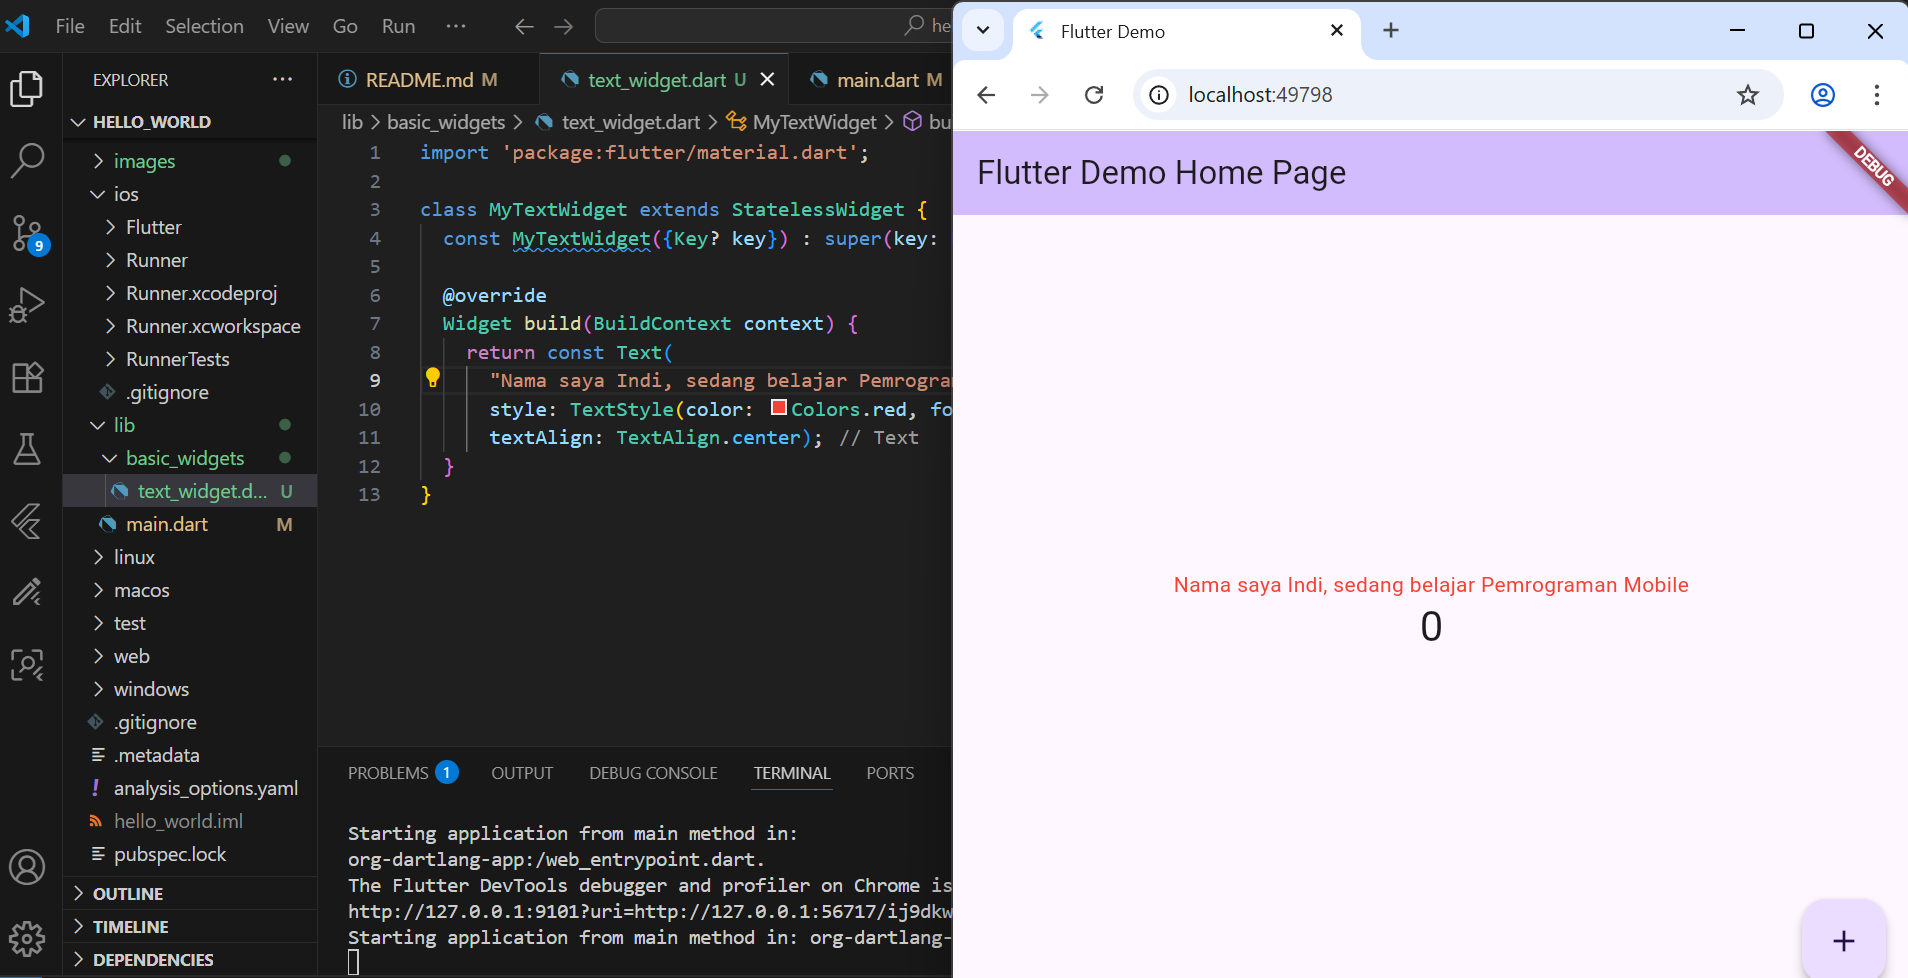 File Edit Selection View Go Run ··· he
EXPLORER ···
HELLO_WORLD
images
ios
Flutter
Runner
Runner.xcodeproj
Runner.xcworkspace
RunnerTests
.gitignore
lib
basic_widgets
text_widget.d... U
main.dart M
linux
macos
test
web
windows
.gitignore
.metadata
analysis_options.yaml
hello_world.iml
pubspec.lock
OUTLINE
TIMELINE
DEPENDENCIES
9
README.md M text_widget.dart U main.dart M
lib > basic_widgets > text_widget.dart > MyTextWidget > bu
1 import 'package:flutter/material.dart';
2
3 class MyTextWidget extends StatelessWidget {
4 const MyTextWidget({Key? key}) : super(key:
5
6 @override
7 Widget build(BuildContext context) {
8 return const Text(
9 "Nama saya Indi, sedang belajar Pemrogram
10 style: TextStyle(color: Colors.red, fo
11 textAlign: TextAlign.center); // Text
12 }
13 }
PROBLEMS 1 OUTPUT DEBUG CONSOLE TERMINAL PORTS
Starting application from main method in:
org-dartlang-app:/web_entrypoint.dart.
The Flutter DevTools debugger and profiler on Chrome is
http://127.0.0.1:9101?uri=http://127.0.0.1:56717/ij9dkw
Starting application from main method in: org-dartlang-
Flutter Demo
localhost:49798
Flutter Demo Home Page
DEBUG
Nama saya Indi, sedang belajar Pemrograman Mobile
0
+